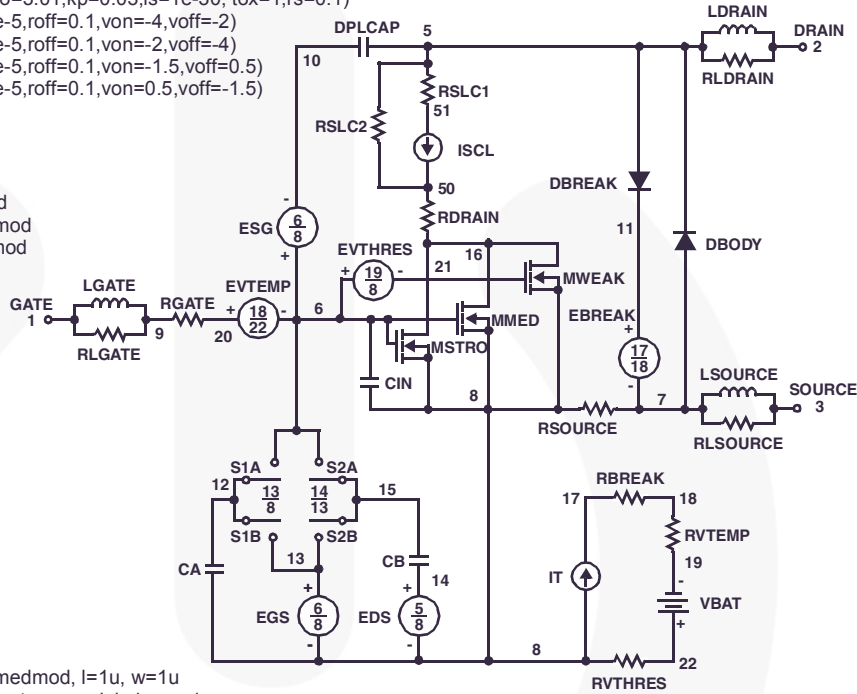 e-5,roff=0.1,von=-4,voff=-2)
e-5,roff=0.1,von=-2,voff=-4)
e-5,roff=0.1,von=-1.5,voff=0.5)
e-5,roff=0.1,von=0.5,voff=-1.5)
LDRAIN
DPLCAP
5
DRAIN
2
10
RLDRAIN
RSLC1
51
RSLC2
ISCL
50
DBREAK
RDRAIN
ESG
6
8
11
DBODY
EVTHRES
16
21
19
8
MWEAK
LGATE
EVTEMP
GATE
1
RGATE
18
22
6
EBREAK
MMED
9
20
MSTRO
17
18
RLGATE
LSOURCE
CIN
8
7
SOURCE
3
RSOURCE
RLSOURCE
S1A
S2A
12
13
8
14
13
15
RBREAK
17
18
S1B
S2B
RVTEMP
13
CB
19
CA
14
IT
VBAT
EGS
6
8
EDS
5
8
8
22
RVTHRES
medmod, l=1u, w=1u